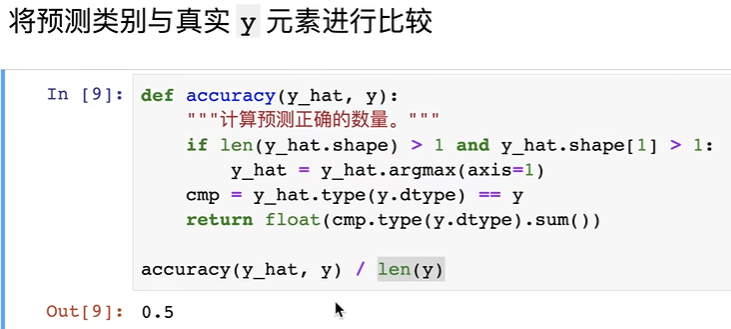 将预测类别与真实 y 元素进行比较
In [9]: def accuracy(y_hat, y):
"""计算预测正确的数量。"""
if len(y_hat.shape) > 1 and y_hat.shape[1] > 1:
y_hat = y_hat.argmax(axis=1)
cmp = y_hat.type(y.dtype) == y
return float(cmp.type(y.dtype).sum())
accuracy(y_hat, y) / len(y)
Out[9]: 0.5